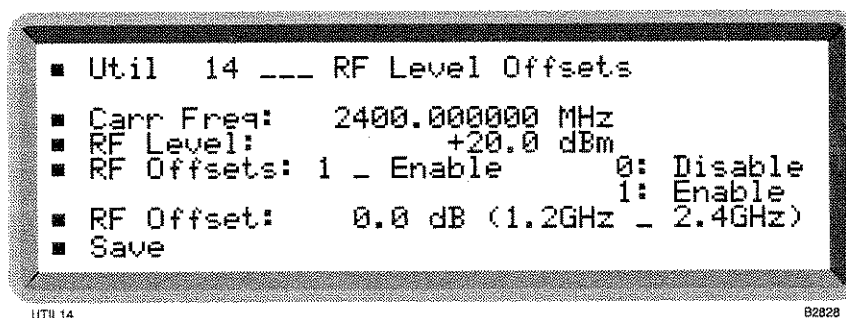 ▪ Util 14 ___ RF Level Offsets
▪ Carr Freq: 2400.000000 MHz
▪ RF Level: +20.0 dBm
▪ RF Offsets: 1 _ Enable 0: Disable
1: Enable
▪ RF Offset: 0.0 dB (1.2GHz _ 2.4GHz)
▪ Save
UTIL14 B2828